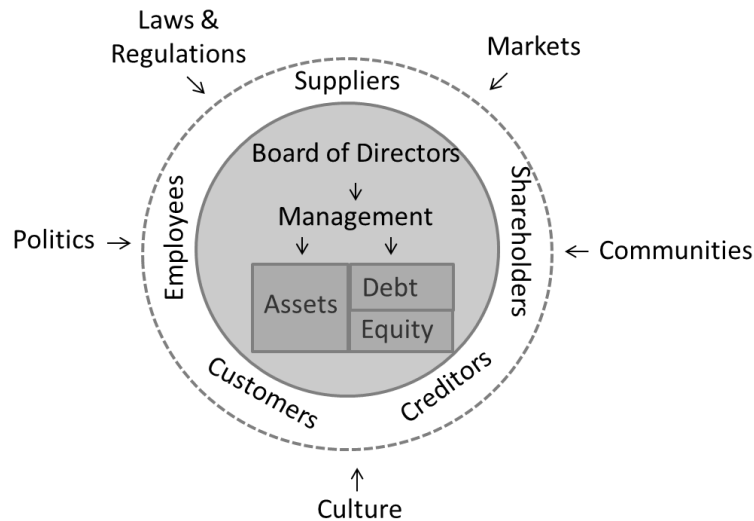 Laws &
Regulations
Markets
Suppliers
Board of Directors
Employees
Shareholders
Management
Politics
Communities
Assets
Debt
Equity
Customers
Creditors
Culture